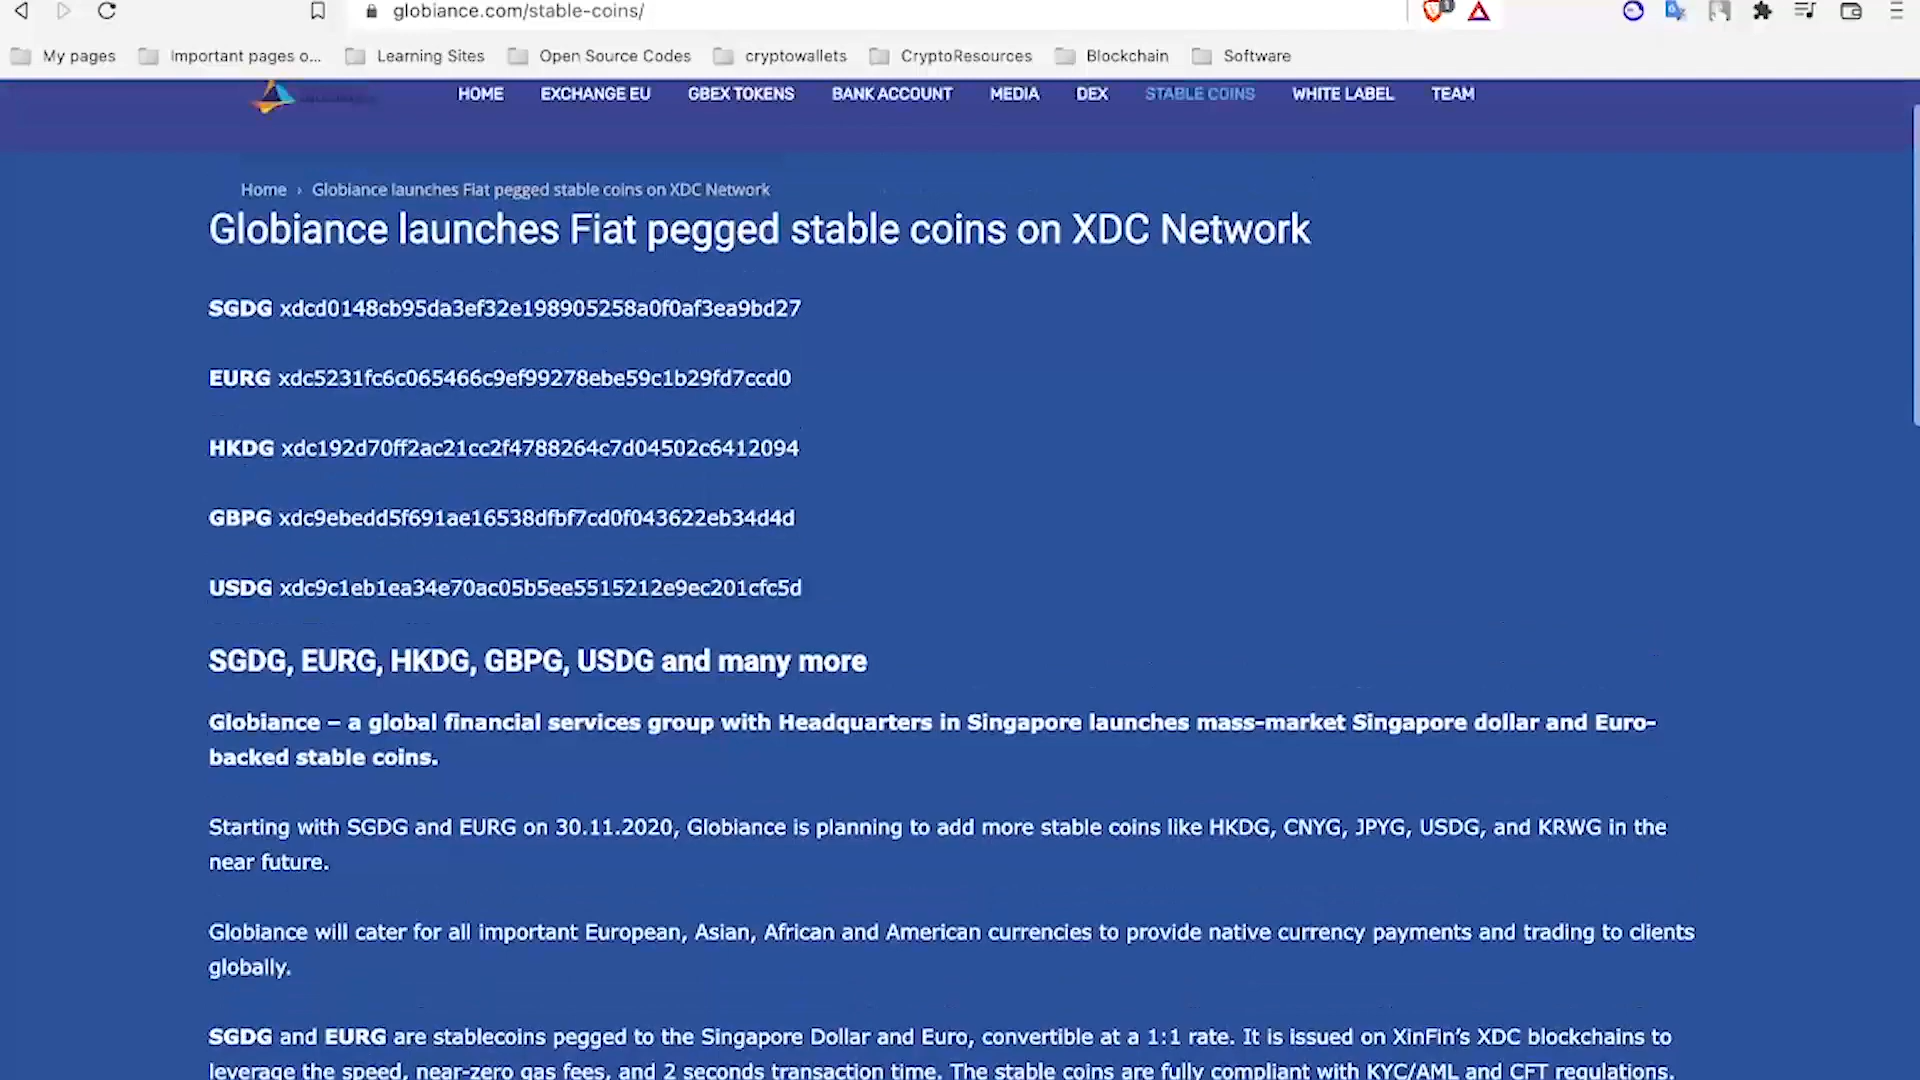 globiance.com/stable-coins/
My pages Important pages o... Learning Sites Open Source Codes cryptowallets CryptoResources Blockchain Software
HOME EXCHANGE EU GBEX TOKENS BANK ACCOUNT MEDIA DEX STABLE COINS WHITE LABEL TEAM
Home › Globiance launches Fiat pegged stable coins on XDC Network
Globiance launches Fiat pegged stable coins on XDC Network
SGDG xdcd0148cb95da3ef32e198905258a0f0af3ea9bd27
EURG xdc5231fc6c065466c9ef99278ebe59c1b29fd7ccd0
HKDG xdc192d70ff2ac21cc2f4788264c7d04502c6412094
GBPG xdc9ebedd5f691ae16538dfbf7cd0f043622eb34d4d
USDG xdc9c1eb1ea34e70ac05b5ee5515212e9ec201cfc5d
SGDG, EURG, HKDG, GBPG, USDG and many more
Globiance – a global financial services group with Headquarters in Singapore launches mass-market Singapore dollar and Euro-
backed stable coins.
Starting with SGDG and EURG on 30.11.2020, Globiance is planning to add more stable coins like HKDG, CNYG, JPYG, USDG, and KRWG in the
near future.
Globiance will cater for all important European, Asian, African and American currencies to provide native currency payments and trading to clients
globally.
SGDG and EURG are stablecoins pegged to the Singapore Dollar and Euro, convertible at a 1:1 rate. It is issued on XinFin's XDC blockchains to
leverage the speed, near-zero gas fees, and 2 seconds transaction time. The stable coins are fully compliant with KYC/AML and CFT regulations.